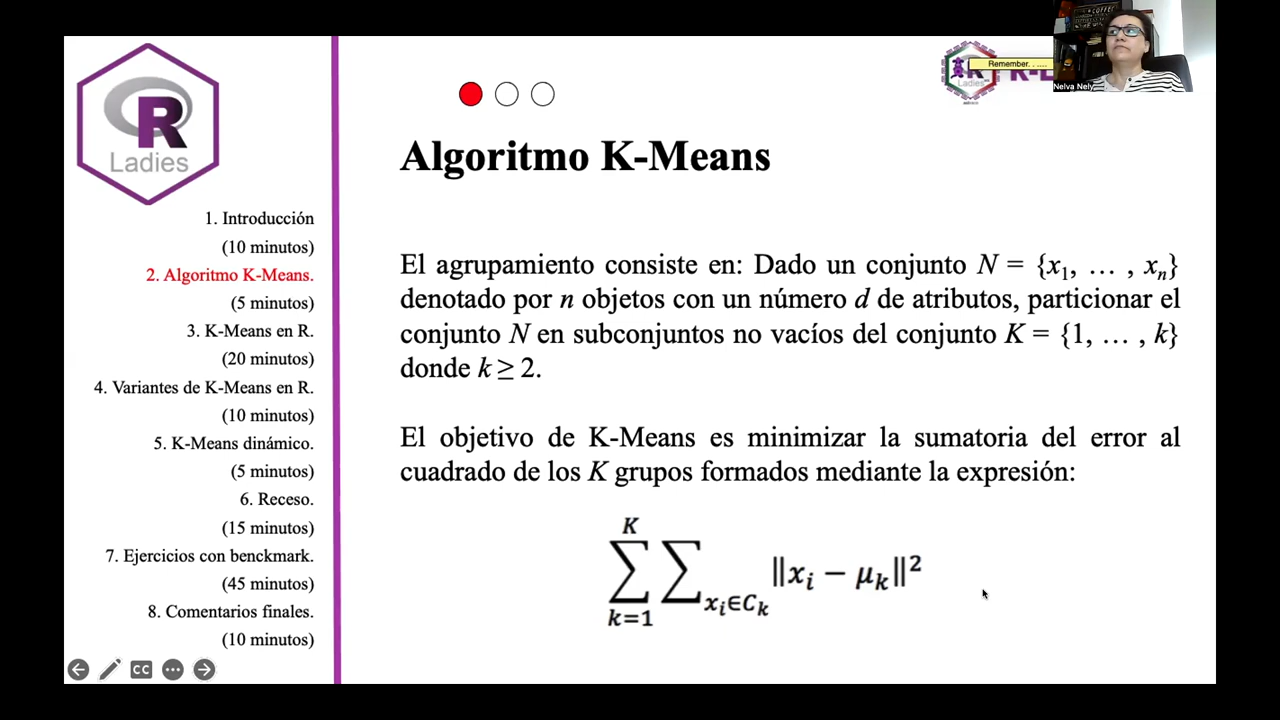 R
Ladies
1. Introducción
(10 minutos)
2. Algoritmo K-Means.
(5 minutos)
3. K-Means en R.
(20 minutos)
4. Variantes de K-Means en R.
(10 minutos)
5. K-Means dinámico.
(5 minutos)
6. Receso.
(15 minutos)
7. Ejercicios con benckmark.
(45 minutos)
8. Comentarios finales.
(10 minutos)
CC
Remember. . ....
Ladies
COFFEE
Nelva Nely
Algoritmo K-Means
El agrupamiento consiste en: Dado un conjunto N = {x₁, … , xₙ}
denotado por n objetos con un número d de atributos, particionar el
conjunto N en subconjuntos no vacíos del conjunto K = {1, … , k}
donde k ≥ 2.
El objetivo de K-Means es minimizar la sumatoria del error al
cuadrado de los K grupos formados mediante la expresión:
K
∑ ∑ ‖xᵢ − μₖ‖²
k=1 xᵢ∈Cₖ